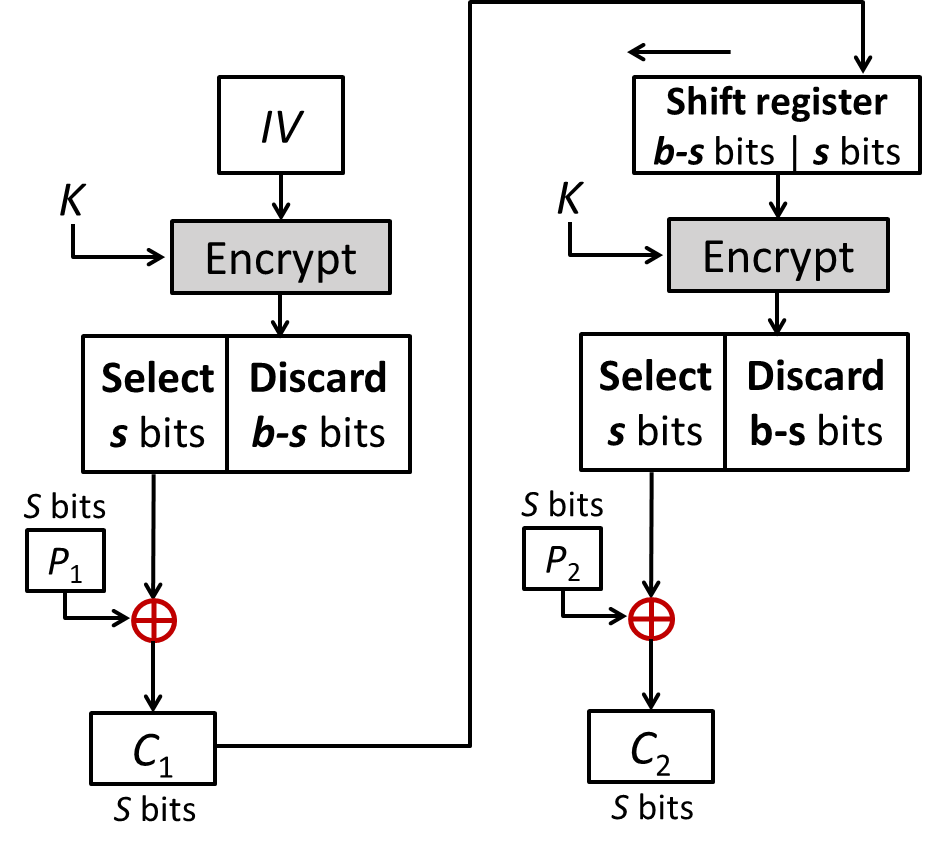 IV
K
Encrypt
Select
s bits
Discard
b-s bits
S bits
P1
C1
S bits
Shift register
b-s bits | s bits
K
Encrypt
Select
s bits
Discard
b-s bits
S bits
P2
C2
S bits